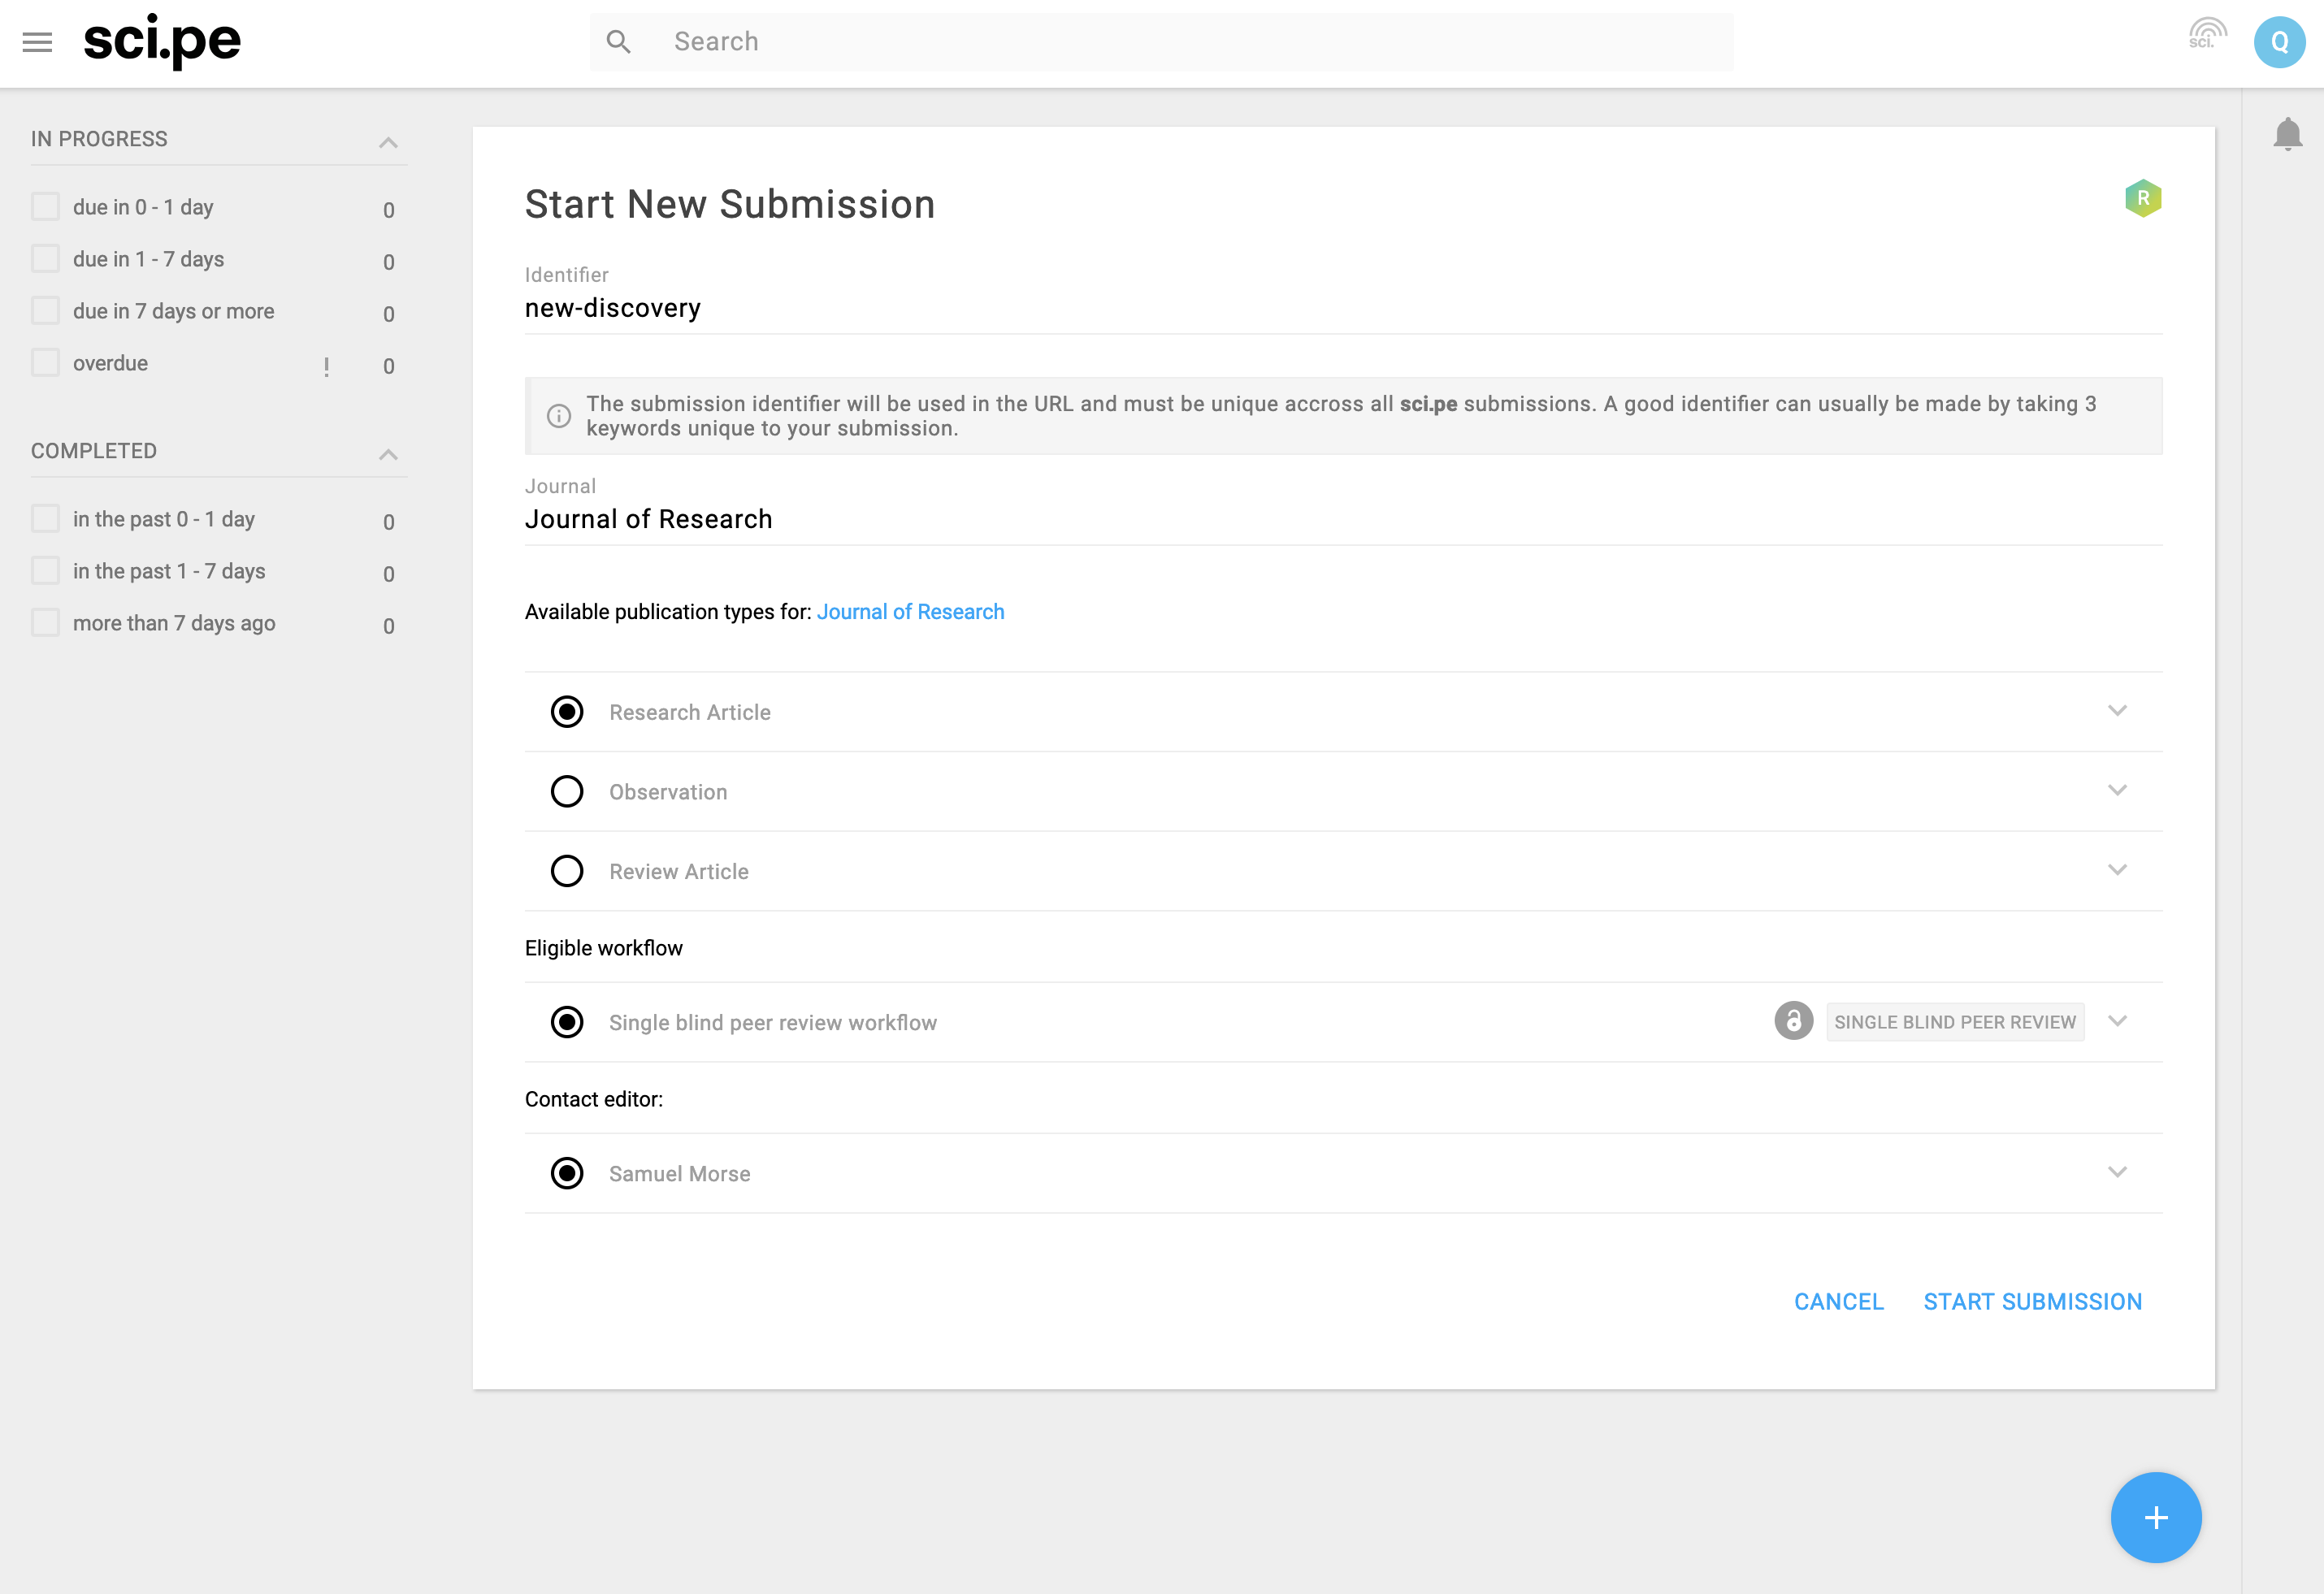 sci.pe
Search
sci.
Q
IN PROGRESS
due in 0 - 1 day 0
due in 1 - 7 days 0
due in 7 days or more 0
overdue ! 0
COMPLETED
in the past 0 - 1 day 0
in the past 1 - 7 days 0
more than 7 days ago 0
Start New Submission
R
Identifier
new-discovery
The submission identifier will be used in the URL and must be unique accross all sci.pe submissions. A good identifier can usually be made by taking 3
keywords unique to your submission.
Journal
Journal of Research
Available publication types for: Journal of Research
Research Article
Observation
Review Article
Eligible workflow
Single blind peer review workflow SINGLE BLIND PEER REVIEW
Contact editor:
Samuel Morse
CANCEL START SUBMISSION